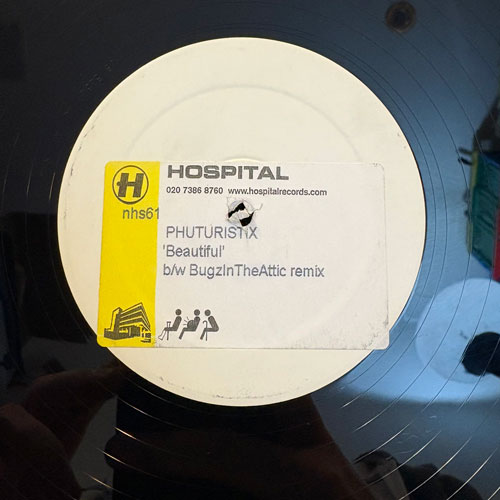 H
HOSPITAL
020 7386 8760 www.hospitalrecords.com
nhs61
PHUTURISTIX
'Beautiful'
b/w BugzInTheAttic remix